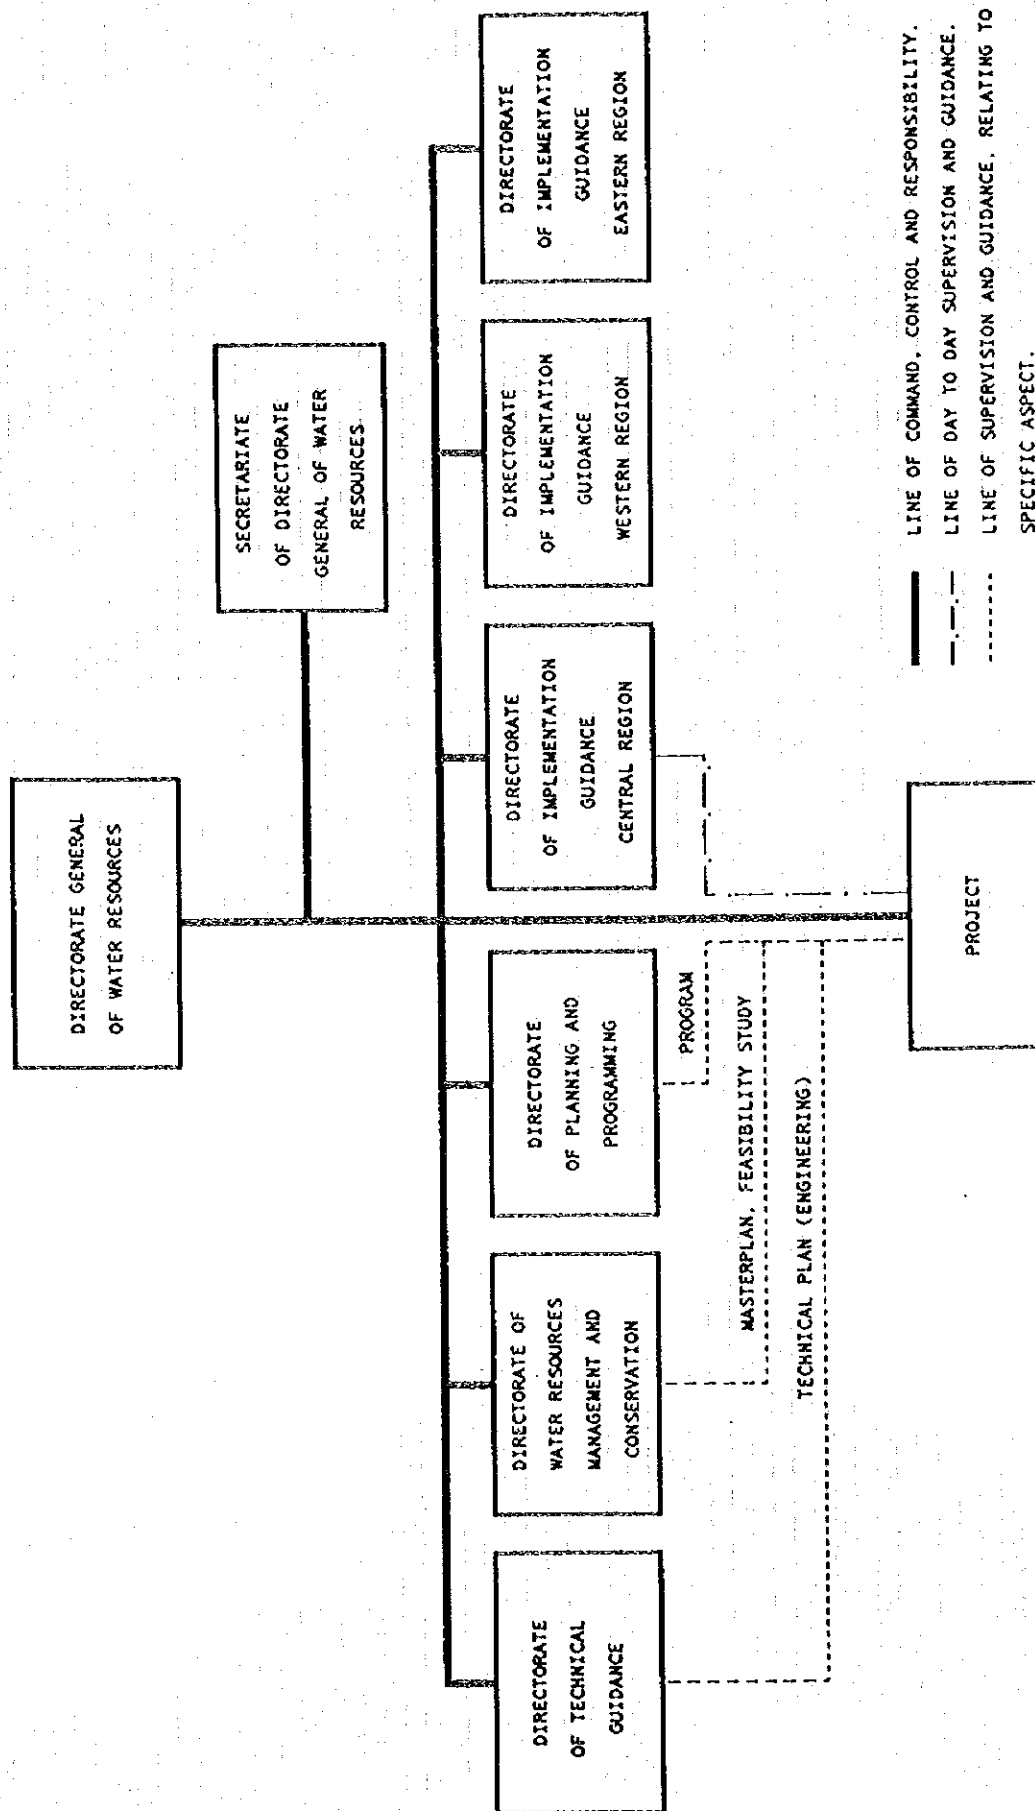 DIRECTORATE GENERAL
OF WATER RESOURCES
SECRETARIATE
OF DIRECTORATE
GENERAL OF WATER
RESOURCES
DIRECTORATE
OF TECHNICAL
GUIDANCE
DIRECTORATE OF
WATER RESOURCES
MANAGEMENT AND
CONSERVATION
DIRECTORATE
OF PLANNING AND
PROGRAMMING
DIRECTORATE
OF IMPLEMENTATION
GUIDANCE
CENTRAL REGION
DIRECTORATE
OF IMPLEMENTATION
GUIDANCE
WESTERN REGION
DIRECTORATE
OF IMPLEMENTATION
GUIDANCE
EASTERN REGION
PROGRAM
MASTERPLAN, FEASIBILITY STUDY
TECHNICAL PLAN (ENGINEERING)
PROJECT
LINE OF COMMAND, CONTROL AND RESPONSIBILITY.
LINE OF DAY TO DAY SUPERVISION AND GUIDANCE.
LINE OF SUPERVISION AND GUIDANCE, RELATING TO
SPECIFIC ASPECT.